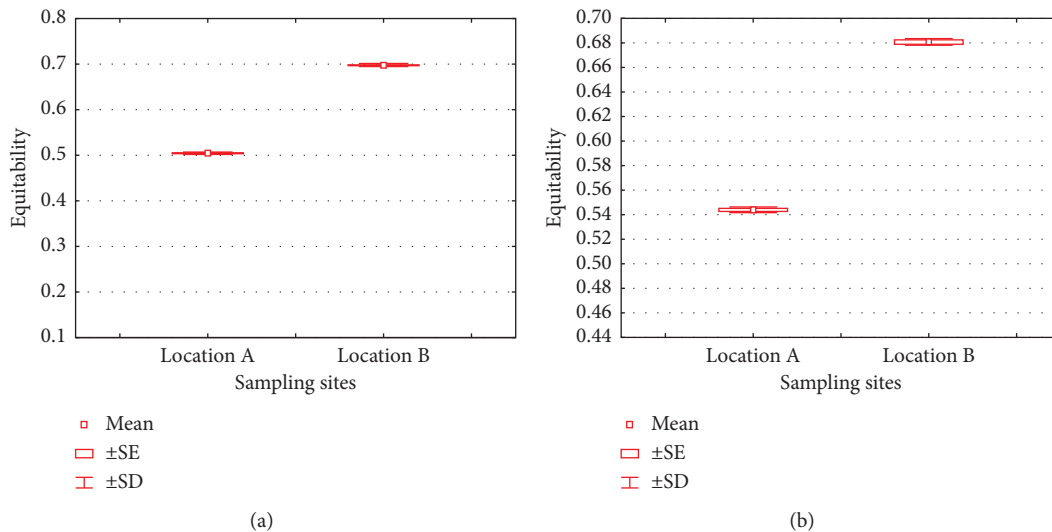 0.8
0.7
0.6
0.5
0.4
0.3
0.2
0.1
Equitability
Location A
Location B
Sampling sites
Mean
±SE
±SD
(a)
0.70
0.68
0.66
0.64
0.62
0.60
0.58
0.56
0.54
0.52
0.50
0.48
0.46
0.44
Equitability
Location A
Location B
Sampling sites
Mean
±SE
±SD
(b)